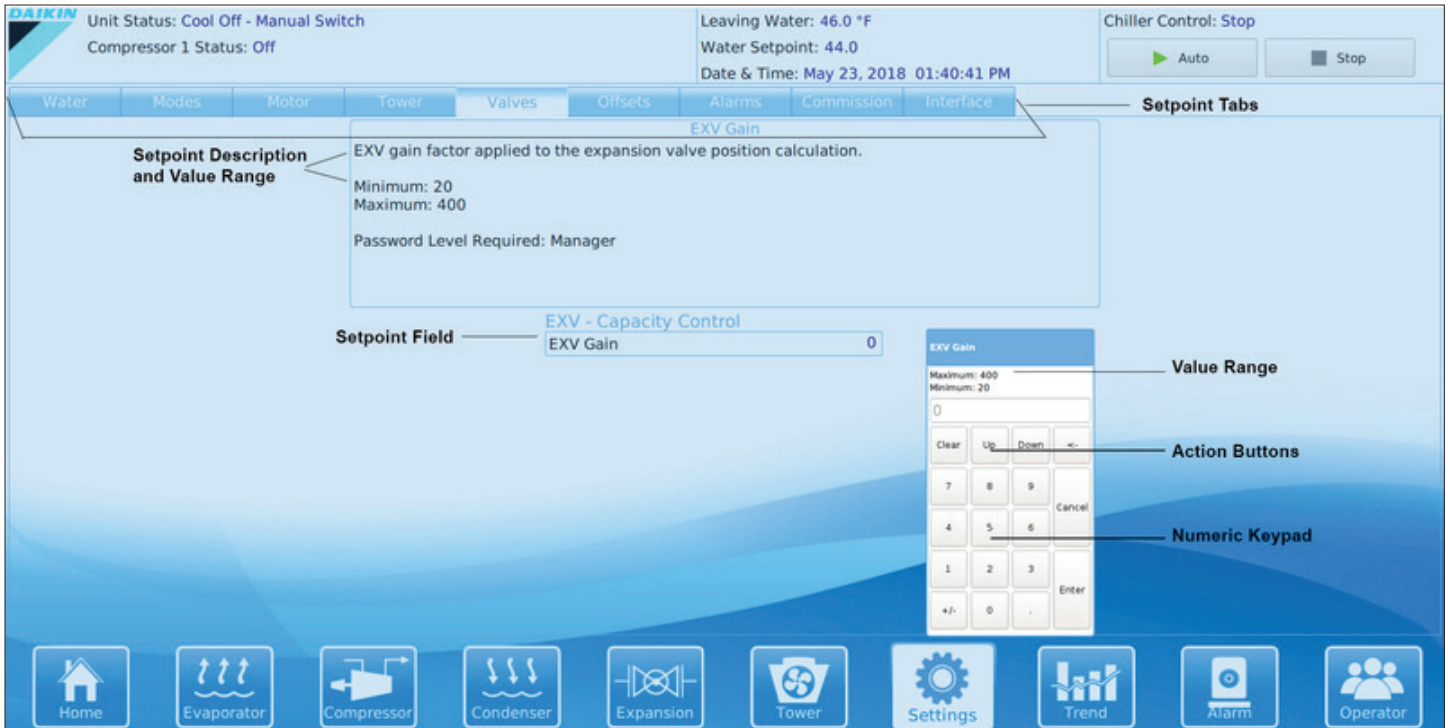 DAIKIN
Unit Status: Cool Off - Manual Switch
Compressor 1 Status: Off
Leaving Water: 46.0 °F
Water Setpoint: 44.0
Date & Time: May 23, 2018 01:40:41 PM
Chiller Control: Stop
Auto
Stop
Water
Modes
Motor
Tower
Valves
Offsets
Alarms
Commission
Interface
Setpoint Tabs
EXV Gain
Setpoint Description
and Value Range
EXV gain factor applied to the expansion valve position calculation.
Minimum: 20
Maximum: 400
Password Level Required: Manager
EXV - Capacity Control
Setpoint Field
EXV Gain 0
EXV Gain
Maximum: 400
Minimum: 20
Value Range
0
Clear Up Down <-
Action Buttons
7 8 9
Cancel
4 5 6
Numeric Keypad
1 2 3
Enter
+/- 0 .
Home
Evaporator
Compressor
Condenser
Expansion
Tower
Settings
Trend
Alarm
Operator